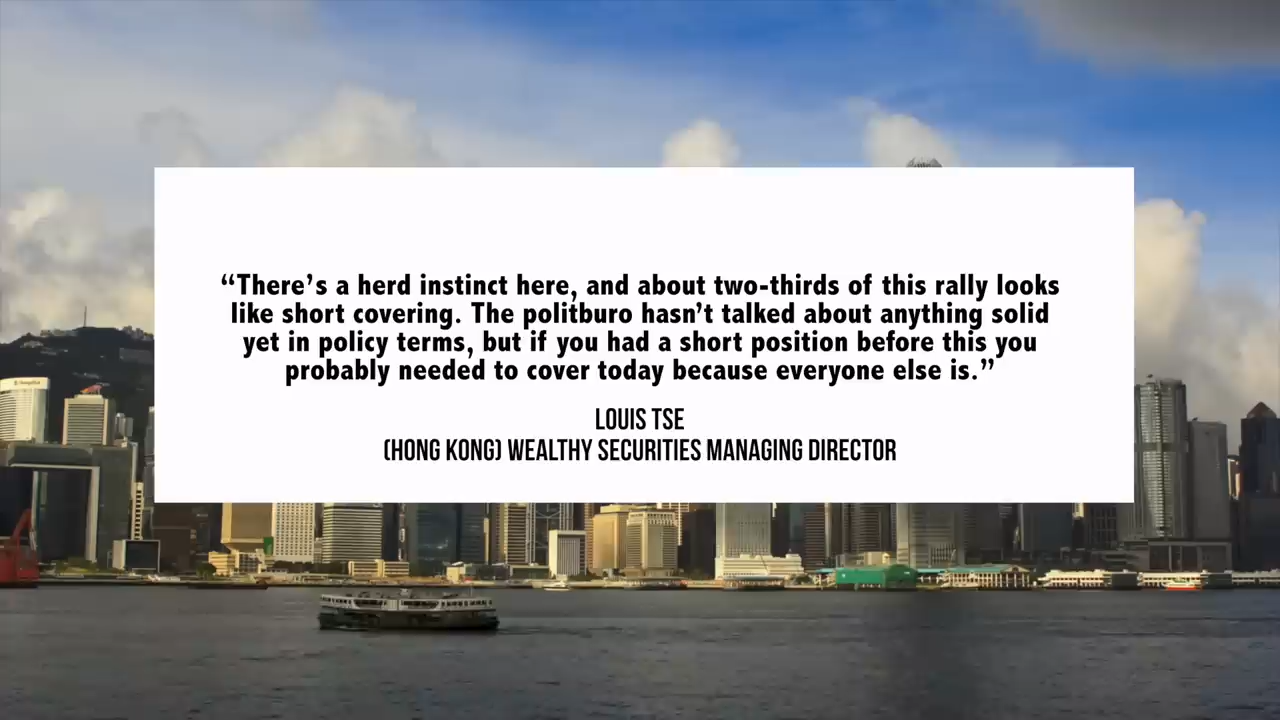 “There’s a herd instinct here, and about two-thirds of this rally looks
like short covering. The politburo hasn’t talked about anything solid
yet in policy terms, but if you had a short position before this you
probably needed to cover today because everyone else is.”
LOUIS TSE
(HONG KONG) WEALTHY SECURITIES MANAGING DIRECTOR